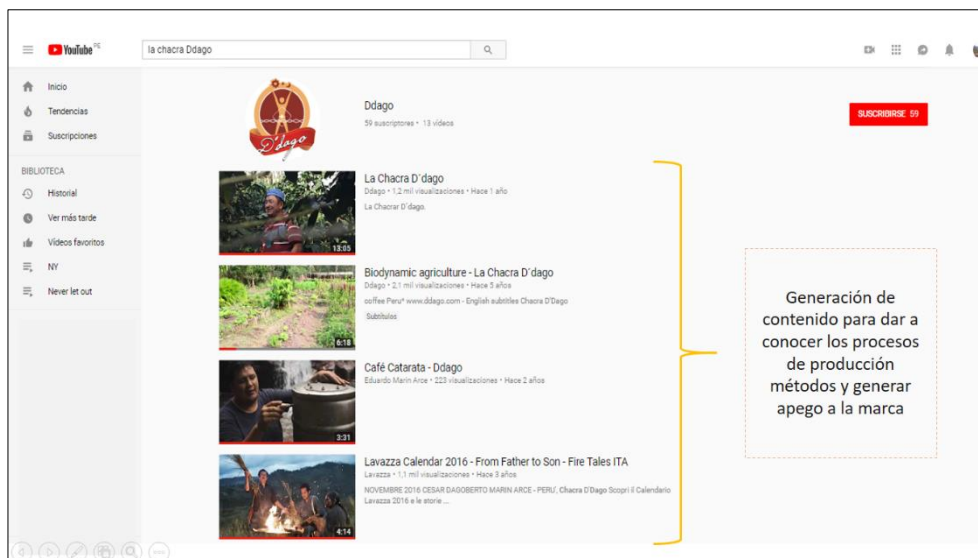 YouTube PE
la chacra Ddago
Inicio
Tendencias
Suscripciones
BIBLIOTECA
Historial
Ver más tarde
Vídeos favoritos
NY
Never let out
D'dago
Ddago
59 suscriptores • 13 vídeos
SUSCRIBIRSE 59
La Chacra D´dago
Ddago • 1,2 mil visualizaciones • Hace 1 año
La Chacrar D´dago.
13:05
Biodynamic agriculture - La Chacra D´dago
Ddago • 2,1 mil visualizaciones • Hace 5 años
coffee Peru* www.ddago.com - English subtitles Chacra D'Dago
Subtítulos
6:18
Café Catarata - Ddago
Eduardo Marin Arce • 223 visualizaciones • Hace 2 años
3:31
Lavazza Calendar 2016 - From Father to Son - Fire Tales ITA
Lavazza • 1,1 mil visualizaciones • Hace 3 años
NOVEMBRE 2016 CESAR DAGOBERTO MARIN ARCE - PERU', Chacra D'Dago Scopri il Calendario
Lavazza 2016 e le storie ...
4:14
Generación de
contenido para dar a
conocer los procesos
de producción
métodos y generar
apego a la marca